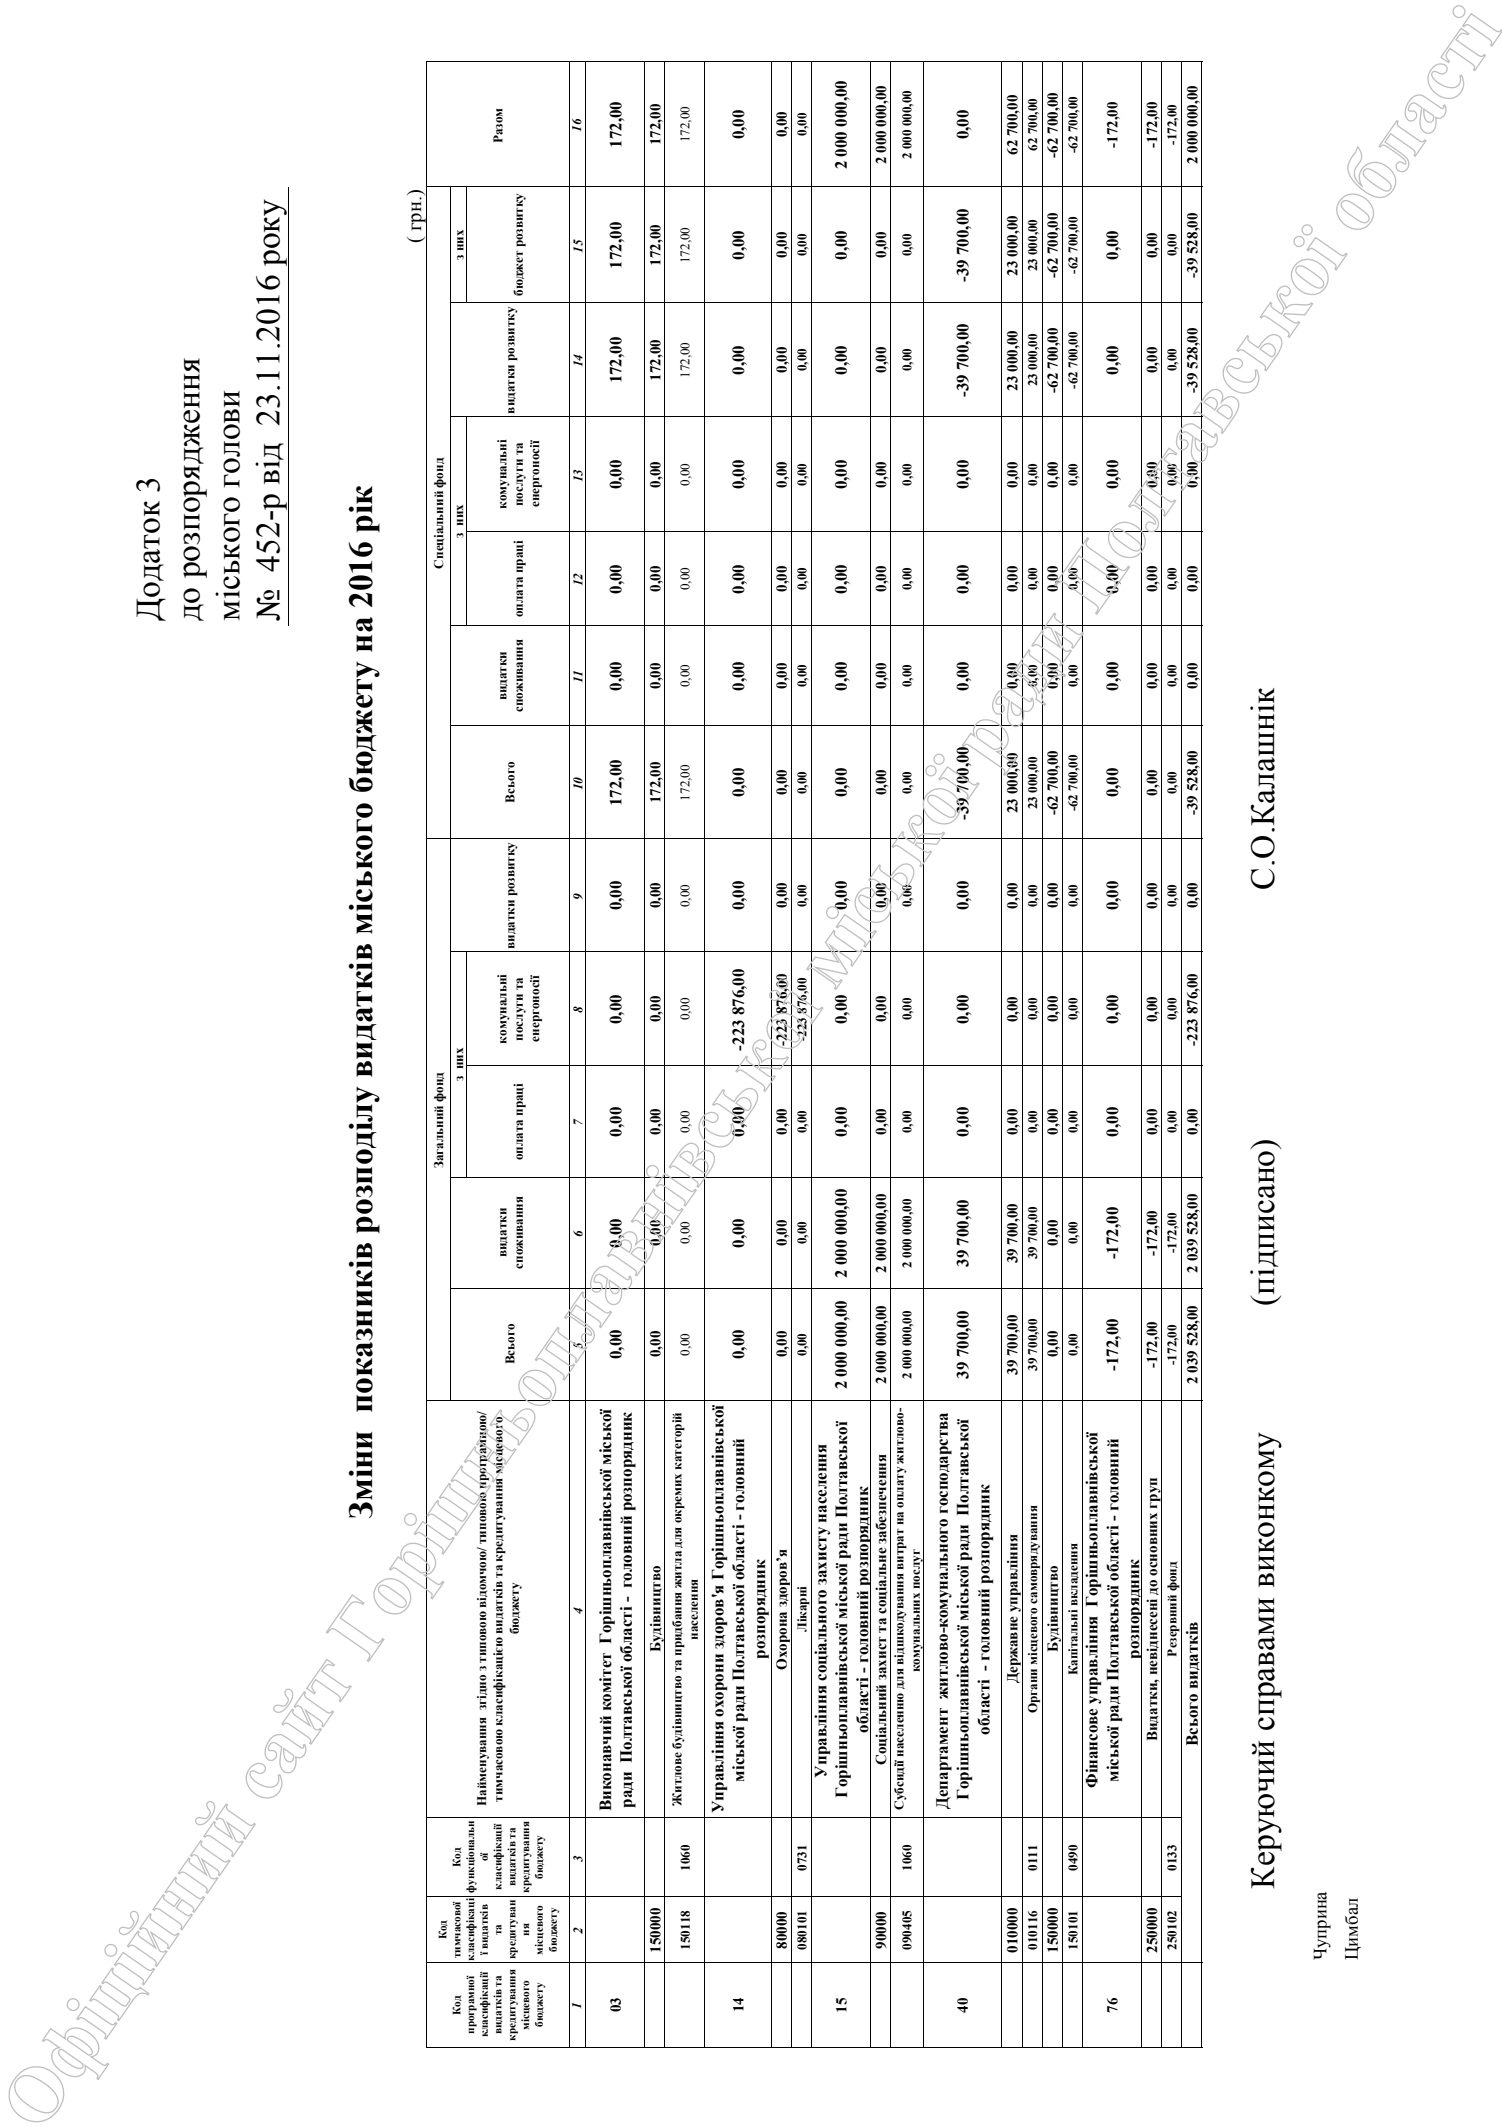 Додаток 3
до розпорядження
міського голови
№ 452-р від 23.11.2016 року
Зміни показників розподілу видатків міського бюджету на 2016 рік
( грн.)
Код програмної класифікації видатків та кредитування місцевого бюджету
Код тимчасової класифікації видатків та кредитування місцевого бюджету
Код функціональної класифікації видатків та кредитування бюджету
Найменування згідно з типовою відомчою/ типовою програмною/ тимчасовою класифікацією видатків та кредитування місцевого бюджету
Загальний фонд
Спеціальний фонд
Разом
Всього
видатки споживання
з них
оплата праці
комунальні послуги та енергоносії
видатки розвитку
Всього
видатки споживання
з них
оплата праці
комунальні послуги та енергоносії
видатки розвитку
з них
бюджет розвитку
1 2 3 4 5 6 7 8 9 10 11 12 13 14 15 16
03 Виконавчий комітет Горішньоплавнівської міської ради Полтавської області - головний розпорядник 0,00 0,00 0,00 0,00 0,00 172,00 0,00 0,00 0,00 172,00 172,00 172,00
150000 Будівництво 0,00 0,00 0,00 0,00 0,00 172,00 0,00 0,00 0,00 172,00 172,00 172,00
150118 1060 Житлове будівництво та придбання житла для окремих категорій населення 0,00 0,00 0,00 0,00 0,00 172,00 0,00 0,00 0,00 172,00 172,00 172,00
14 Управління охорони здоров'я Горішньоплавнівської міської ради Полтавської області - головний розпорядник 0,00 0,00 0,00 -223 876,00 0,00 0,00 0,00 0,00 0,00 0,00 0,00 0,00
80000 Охорона здоров'я 0,00 0,00 0,00 -223 876,00 0,00 0,00 0,00 0,00 0,00 0,00 0,00 0,00
080101 0731 Лікарні 0,00 0,00 0,00 -223 876,00 0,00 0,00 0,00 0,00 0,00 0,00 0,00 0,00
15 Управління соціального захисту населення Горішньоплавнівської міської ради Полтавської області - головний розпорядник 2 000 000,00 2 000 000,00 0,00 0,00 0,00 0,00 0,00 0,00 0,00 0,00 0,00 2 000 000,00
90000 Соціальний захист та соціальне забезпечення 2 000 000,00 2 000 000,00 0,00 0,00 0,00 0,00 0,00 0,00 0,00 0,00 0,00 2 000 000,00
090405 1060 Субсидії населенню для відшкодування витрат на оплату житлово-комунальних послуг 2 000 000,00 2 000 000,00 0,00 0,00 0,00 0,00 0,00 0,00 0,00 0,00 0,00 2 000 000,00
40 Департамент житлово-комунального господарства Горішньоплавнівської міської ради Полтавської області - головний розпорядник 39 700,00 39 700,00 0,00 0,00 0,00 -39 700,00 0,00 0,00 0,00 -39 700,00 -39 700,00 0,00
010000 Державне управління 39 700,00 39 700,00 0,00 0,00 0,00 23 000,00 0,00 0,00 0,00 23 000,00 23 000,00 62 700,00
010116 0111 Органи місцевого самоврядування 39 700,00 39 700,00 0,00 0,00 0,00 23 000,00 0,00 0,00 0,00 23 000,00 23 000,00 62 700,00
150000 Будівництво 0,00 0,00 0,00 0,00 0,00 -62 700,00 0,00 0,00 0,00 -62 700,00 -62 700,00 -62 700,00
150101 0490 Капітальні вкладення 0,00 0,00 0,00 0,00 0,00 -62 700,00 0,00 0,00 0,00 -62 700,00 -62 700,00 -62 700,00
76 Фінансове управління Горішньоплавнівської міської ради Полтавської області - головний розпорядник -172,00 -172,00 0,00 0,00 0,00 0,00 0,00 0,00 0,00 0,00 0,00 -172,00
250000 Видатки, невіднесені до основних груп -172,00 -172,00 0,00 0,00 0,00 0,00 0,00 0,00 0,00 0,00 0,00 -172,00
250102 0133 Резервний фонд -172,00 -172,00 0,00 0,00 0,00 0,00 0,00 0,00 0,00 0,00 0,00 -172,00
Всього видатків 2 039 528,00 2 039 528,00 0,00 -223 876,00 0,00 -39 528,00 0,00 0,00 0,00 -39 528,00 -39 528,00 2 000 000,00
Керуючий справами виконкому (підписано) С.О.Калашнік
Чуприна
Цимбал
Офіційний сайт Горішньоплавнівської міської ради Полтавської області